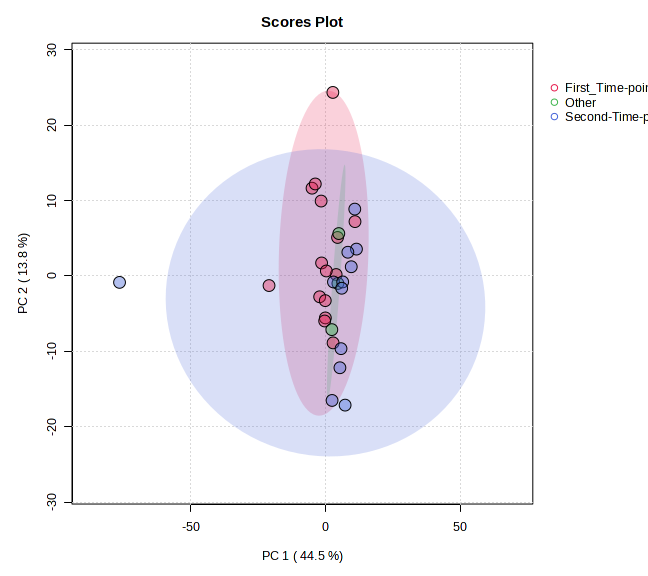 Scores Plot
First_Time-poi
Other
Second-Time-p
30
20
10
0
-10
-20
-30
PC 2 ( 13.8 %)
-50
0
50
PC 1 ( 44.5 %)